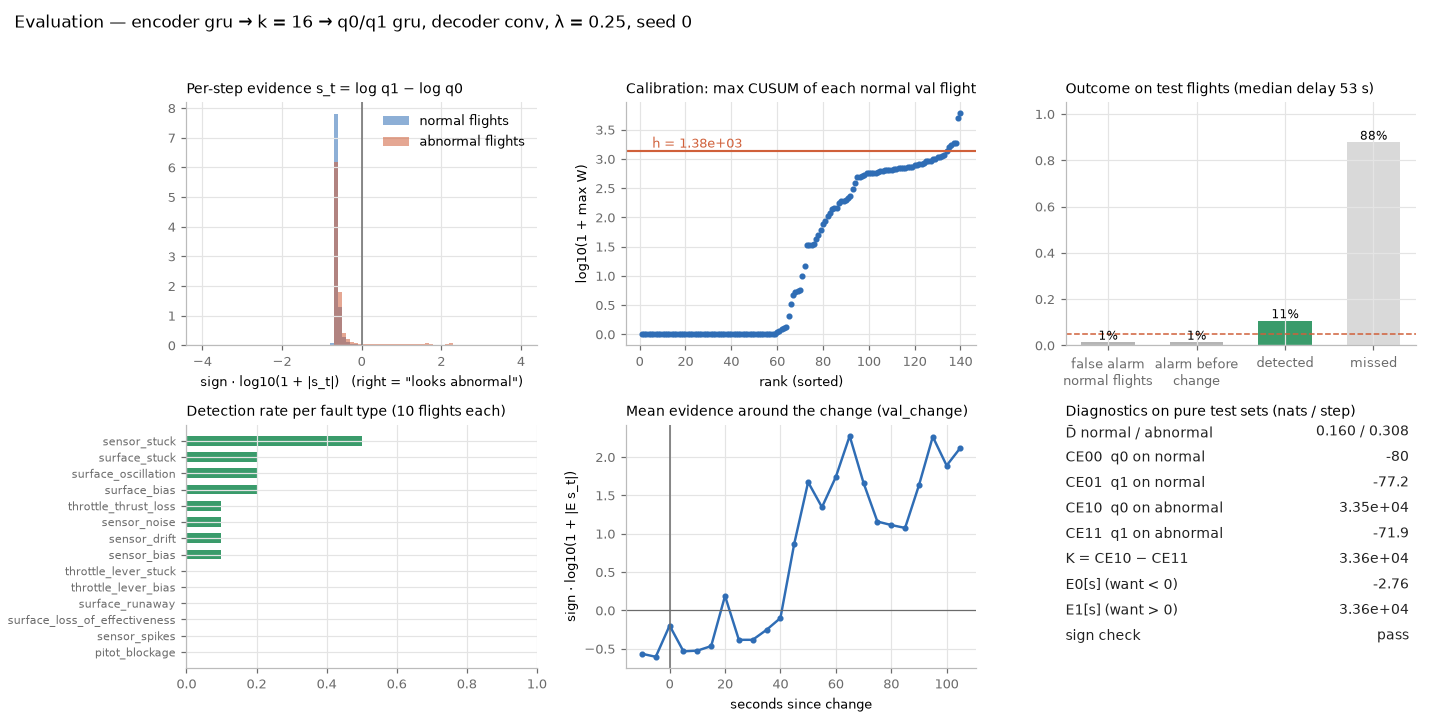 Evaluation — encoder gru → k = 16 → q0/q1 gru, decoder conv, λ = 0.25, seed 0
Per-step evidence s_t = log q1 − log q0
8
7
6
5
4
3
2
1
0
normal flights
abnormal flights
−4
−2
0
2
4
sign · log10(1 + |s_t|)   (right = "looks abnormal")
Calibration: max CUSUM of each normal val flight
log10(1 + max W)
3.5
3.0
2.5
2.0
1.5
1.0
0.5
0.0
h = 1.38e+03
0
20
40
60
80
100
120
140
rank (sorted)
Outcome on test flights (median delay 53 s)
1.0
0.8
0.6
0.4
0.2
0.0
1%
1%
11%
88%
false alarm
normal flights
alarm before
change
detected
missed
Detection rate per fault type (10 flights each)
sensor_stuck
surface_stuck
surface_oscillation
surface_bias
throttle_thrust_loss
sensor_noise
sensor_drift
sensor_bias
throttle_lever_stuck
throttle_lever_bias
surface_runaway
surface_loss_of_effectiveness
sensor_spikes
pitot_blockage
0.0
0.2
0.4
0.6
0.8
1.0
Mean evidence around the change (val_change)
sign · log10(1 + |E s_t|)
2.0
1.5
1.0
0.5
0.0
−0.5
0
20
40
60
80
100
seconds since change
Diagnostics on pure test sets (nats / step)
D̄ normal / abnormal 0.160 / 0.308
CE00  q0 on normal -80
CE01  q1 on normal -77.2
CE10  q0 on abnormal 3.35e+04
CE11  q1 on abnormal -71.9
K = CE10 − CE11 3.36e+04
E0[s] (want < 0) -2.76
E1[s] (want > 0) 3.36e+04
sign check pass